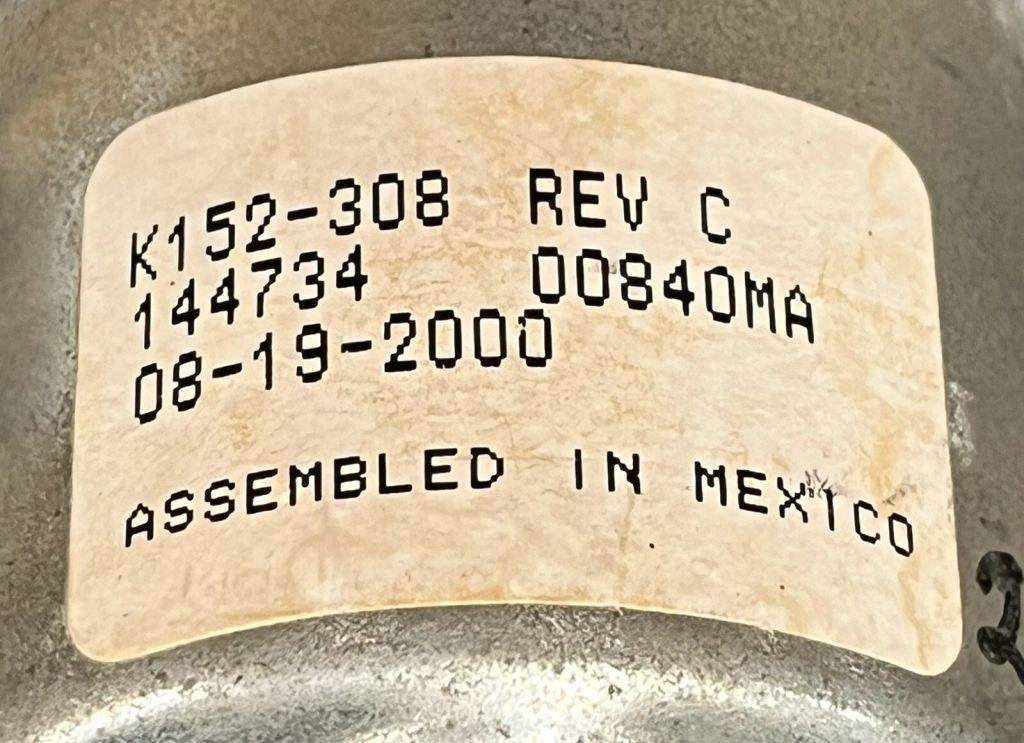 K152-308 REV C
144734 00840MA
08-19-2000
ASSEMBLED IN MEXICO